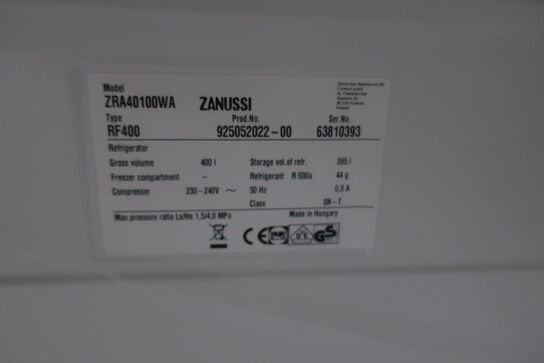 Model
ZRA40100WA ZANUSSI
Type Prod.No. Ser.No.
RF400 925052022-00 63810393
Refrigerator
Gross volume 400 l Storage vol. of refr. 395 l
Freezer compartment - Refrigerant R 600a 44 g
Compressor 230-240V ~ 50 Hz 0,6 A
Class SN-T
Max.pressure ratio Ls/Hs 1,5/4,0 MPa Made in Hungary
CE GS